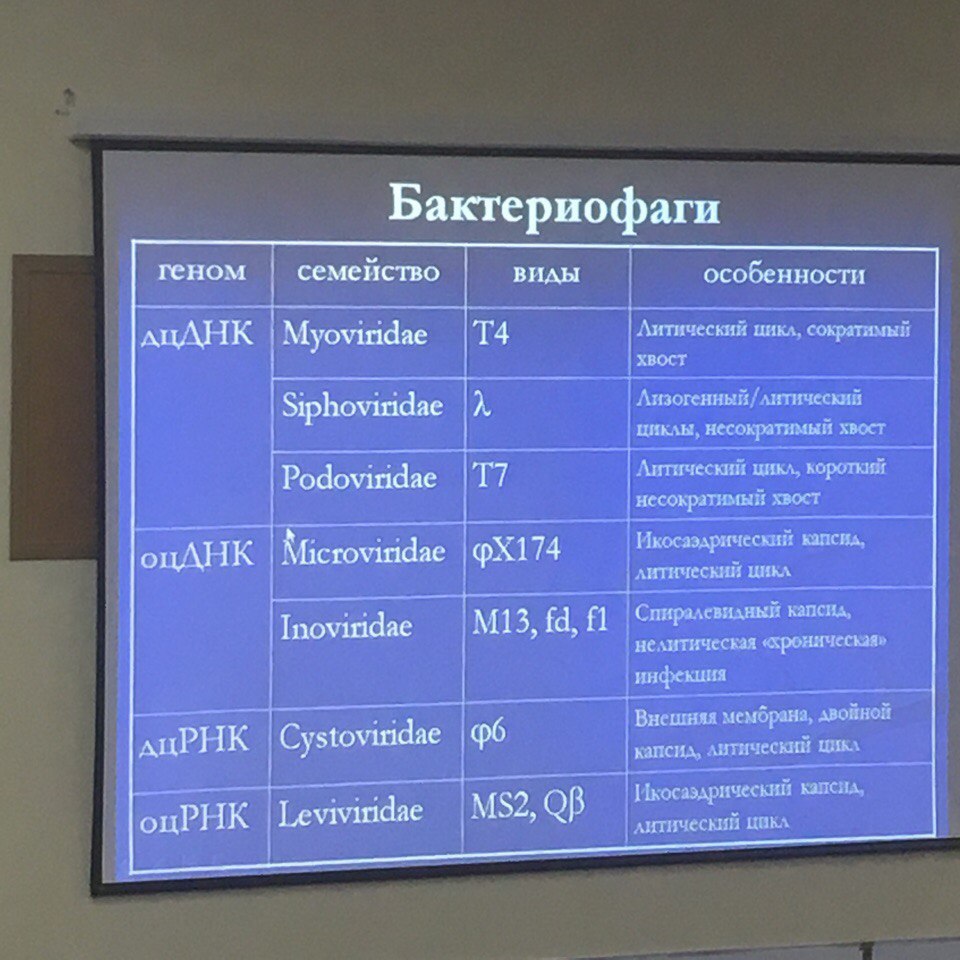 Бактериофаги
геном семейство виды особенности
дцДНК Myoviridae T4 Литический цикл, сократимый
хвост
Siphoviridae λ Лизогенный/литический
циклы, несократимый хвост
Podoviridae T7 Литический цикл, короткий
несократимый хвост
оцДНК Microviridae φX174 Икосаэдрический капсид,
литический цикл
Inoviridae M13, fd, f1 Спиралевидный капсид,
нелитическая «хроническая»
инфекция
дцРНК Cystoviridae φ6 Внешняя мембрана, двойной
капсид, литический цикл
оцРНК Leviviridae MS2, Qβ Икосаэдрический капсид,
литический цикл